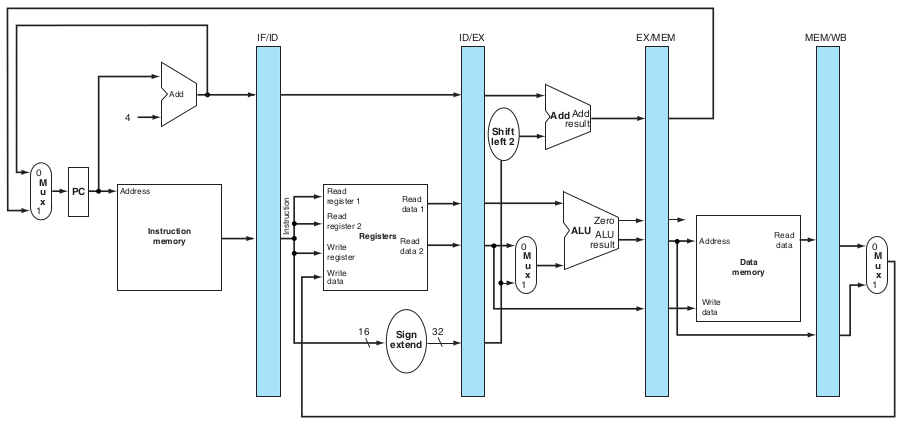 IF/ID
ID/EX
EX/MEM
MEM/WB
Add
4
Add Add
result
Shift
left 2
0
M
u
x
1
PC
Address
Instruction
memory
Instruction
Read
register 1
Read
register 2
Write
register
Write
data
Registers
Read
data 1
Read
data 2
16
Sign
extend
32
0
M
u
x
1
ALU
Zero
ALU
result
Address
Write
data
Data
memory
Read
data
0
M
u
x
1